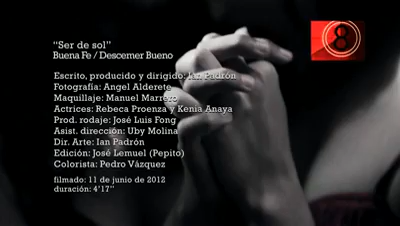 "Ser de sol"
Buena Fe / Descemer Bueno
Escrito, producido y dirigido: Ian Padrón
Fotografía: Angel Alderete
Maquillaje: Manuel Marrero
Actrices: Rebeca Proenza y Kenia Anaya
Prod. rodaje: José Luis Fong
Asist. dirección: Uby Molina
Dir. Arte: Ian Padrón
Edición: José Lemuel (Pepito)
Colorista: Pedro Vázquez
filmado: 11 de junio de 2012
duración: 4'17"
8